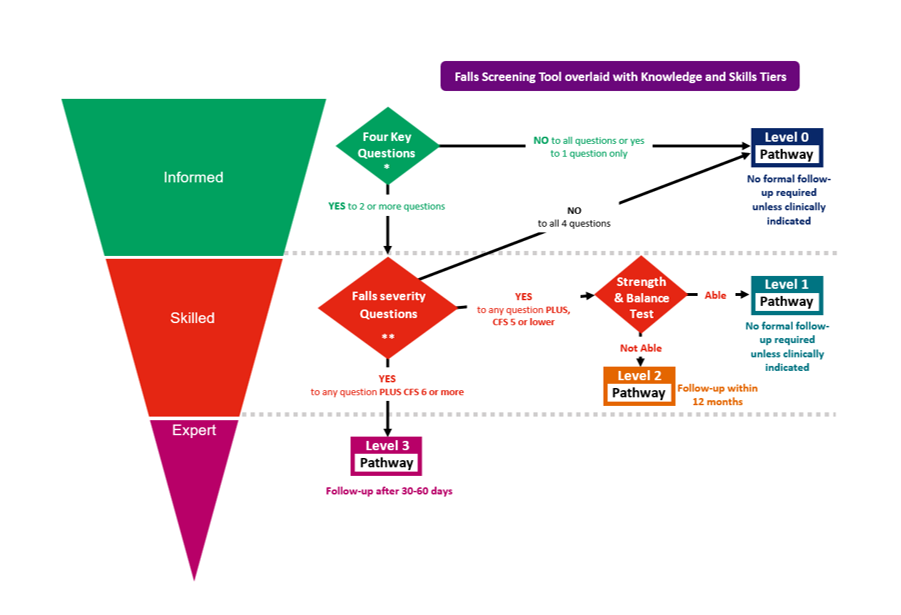 Falls Screening Tool overlaid with Knowledge and Skills Tiers
Informed
Four Key
Questions
*
NO to all questions or yes
to 1 question only
Level 0
Pathway
No formal follow-
up required
unless clinically
indicated
YES to 2 or more questions
NO
to all 4 questions
Skilled
Falls severity
Questions
**
YES
to any question PLUS,
CFS 5 or lower
Strength
& Balance
Test
Able
Level 1
Pathway
No formal follow-
up required
unless clinically
indicated
Not Able
Level 2
Pathway
Follow-up within
12 months
YES
to any question PLUS CFS 6 or more
Expert
Level 3
Pathway
Follow-up after 30-60 days